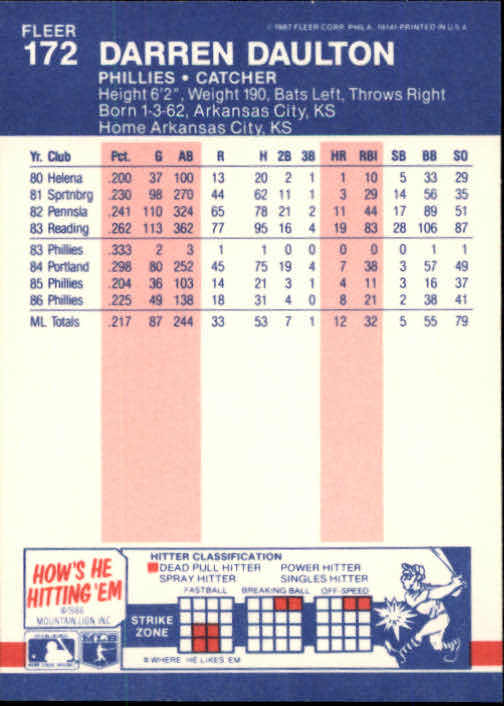 FLEER
172 DARREN DAULTON
© 1987 FLEER CORP. PHILA. 19141-PRINTED IN U.S.A.
PHILLIES • CATCHER
Height 6'2", Weight 190, Bats Left, Throws Right
Born 1-3-62, Arkansas City, KS
Home Arkansas City, KS
Yr. Club Pct. G AB R H 2B 3B HR RBI SB BB SO
80 Helena .200 37 100 13 20 2 1 1 10 5 33 29
81 Sprtnbrg .230 98 270 44 62 11 1 3 29 14 56 35
82 Pennsla .241 110 324 65 78 21 2 11 44 17 89 51
83 Reading .262 113 362 77 95 16 4 19 83 28 106 87
83 Phillies .333 2 3 1 1 0 0 0 0 0 1 1
84 Portland .298 80 252 45 75 19 4 7 38 3 57 49
85 Phillies .204 36 103 14 21 3 1 4 11 3 16 37
86 Phillies .225 49 138 18 31 4 0 8 21 2 38 41
ML Totals .217 87 244 33 53 7 1 12 32 5 55 79
HOW'S HE
HITTING 'EM
© 1986
MOUNTAIN LION INC
HITTER CLASSIFICATION
DEAD PULL HITTER POWER HITTER
SPRAY HITTER SINGLES HITTER
FASTBALL BREAKING BALL OFF-SPEED
STRIKE
ZONE
WHERE HE LIKES 'EM
MLB